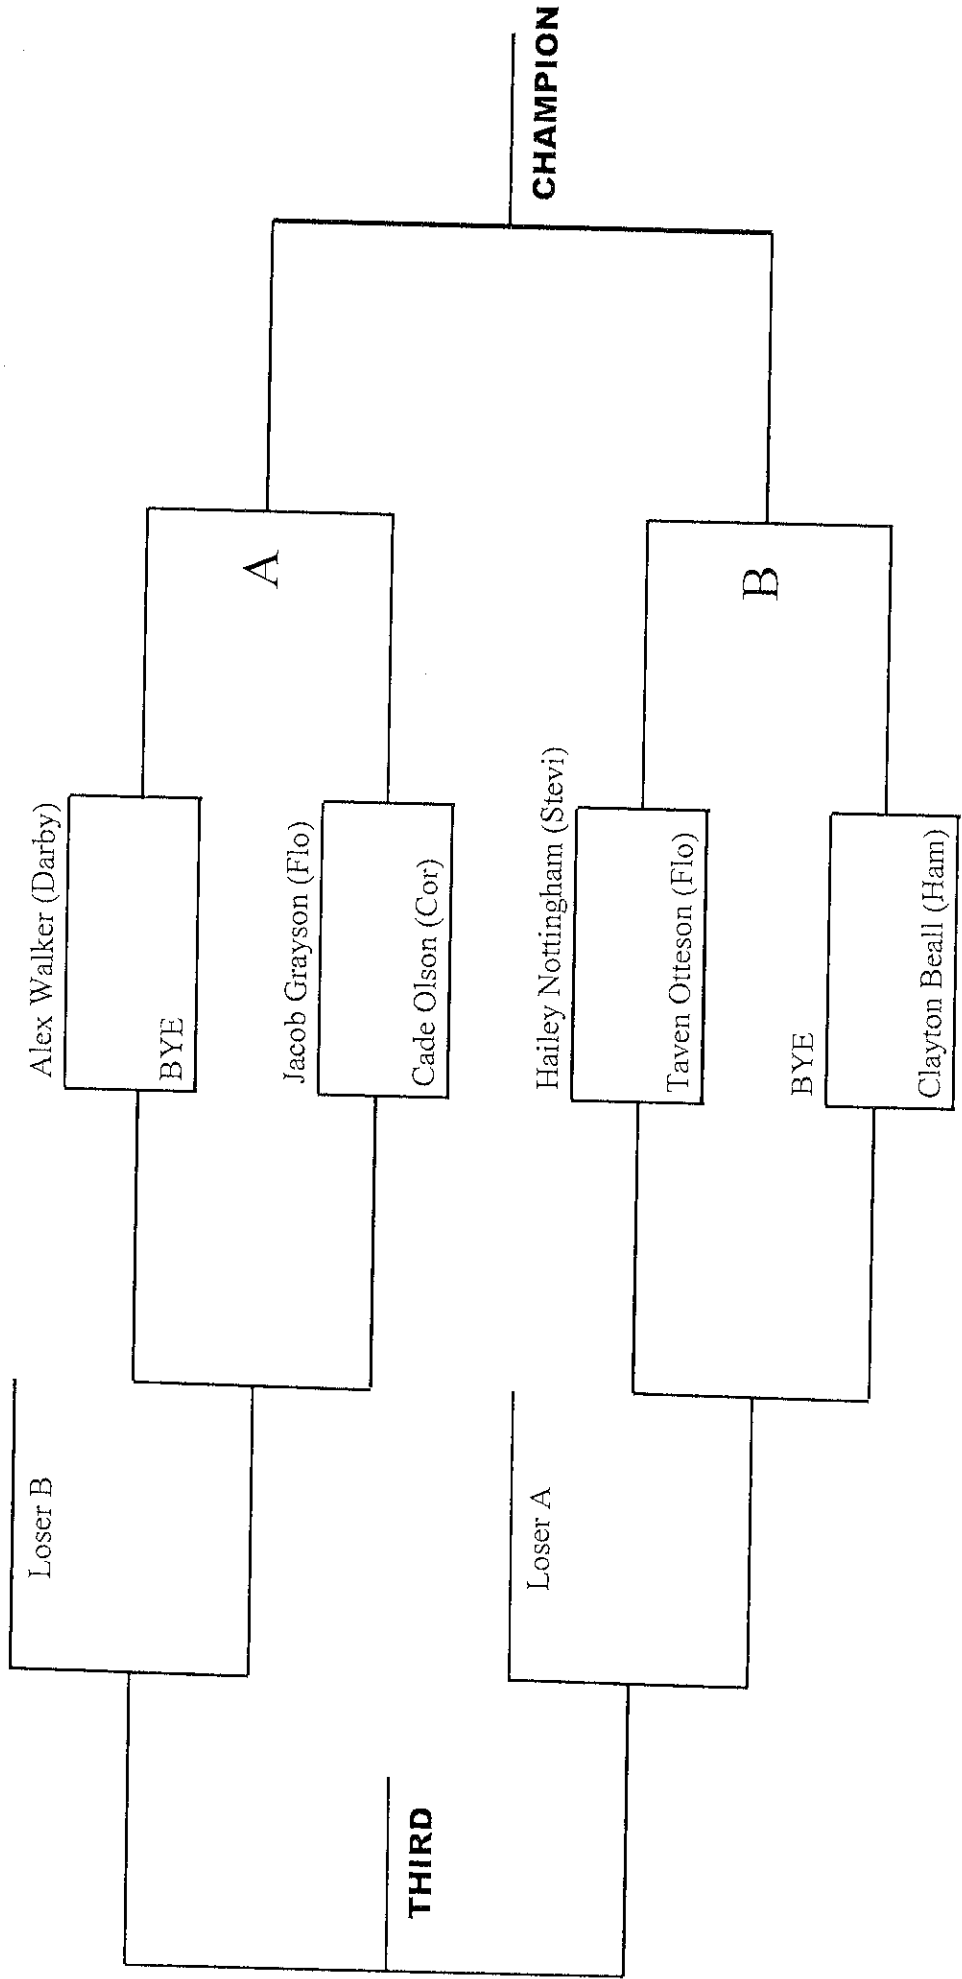 Alex Walker (Darby)
BYE
Jacob Grayson (Flo)
Cade Olson (Cor)
Hailey Nottingham (Stevi)
Taven Otteson (Flo)
BYE
Clayton Beall (Ham)
A
B
CHAMPION
Loser B
Loser A
THIRD